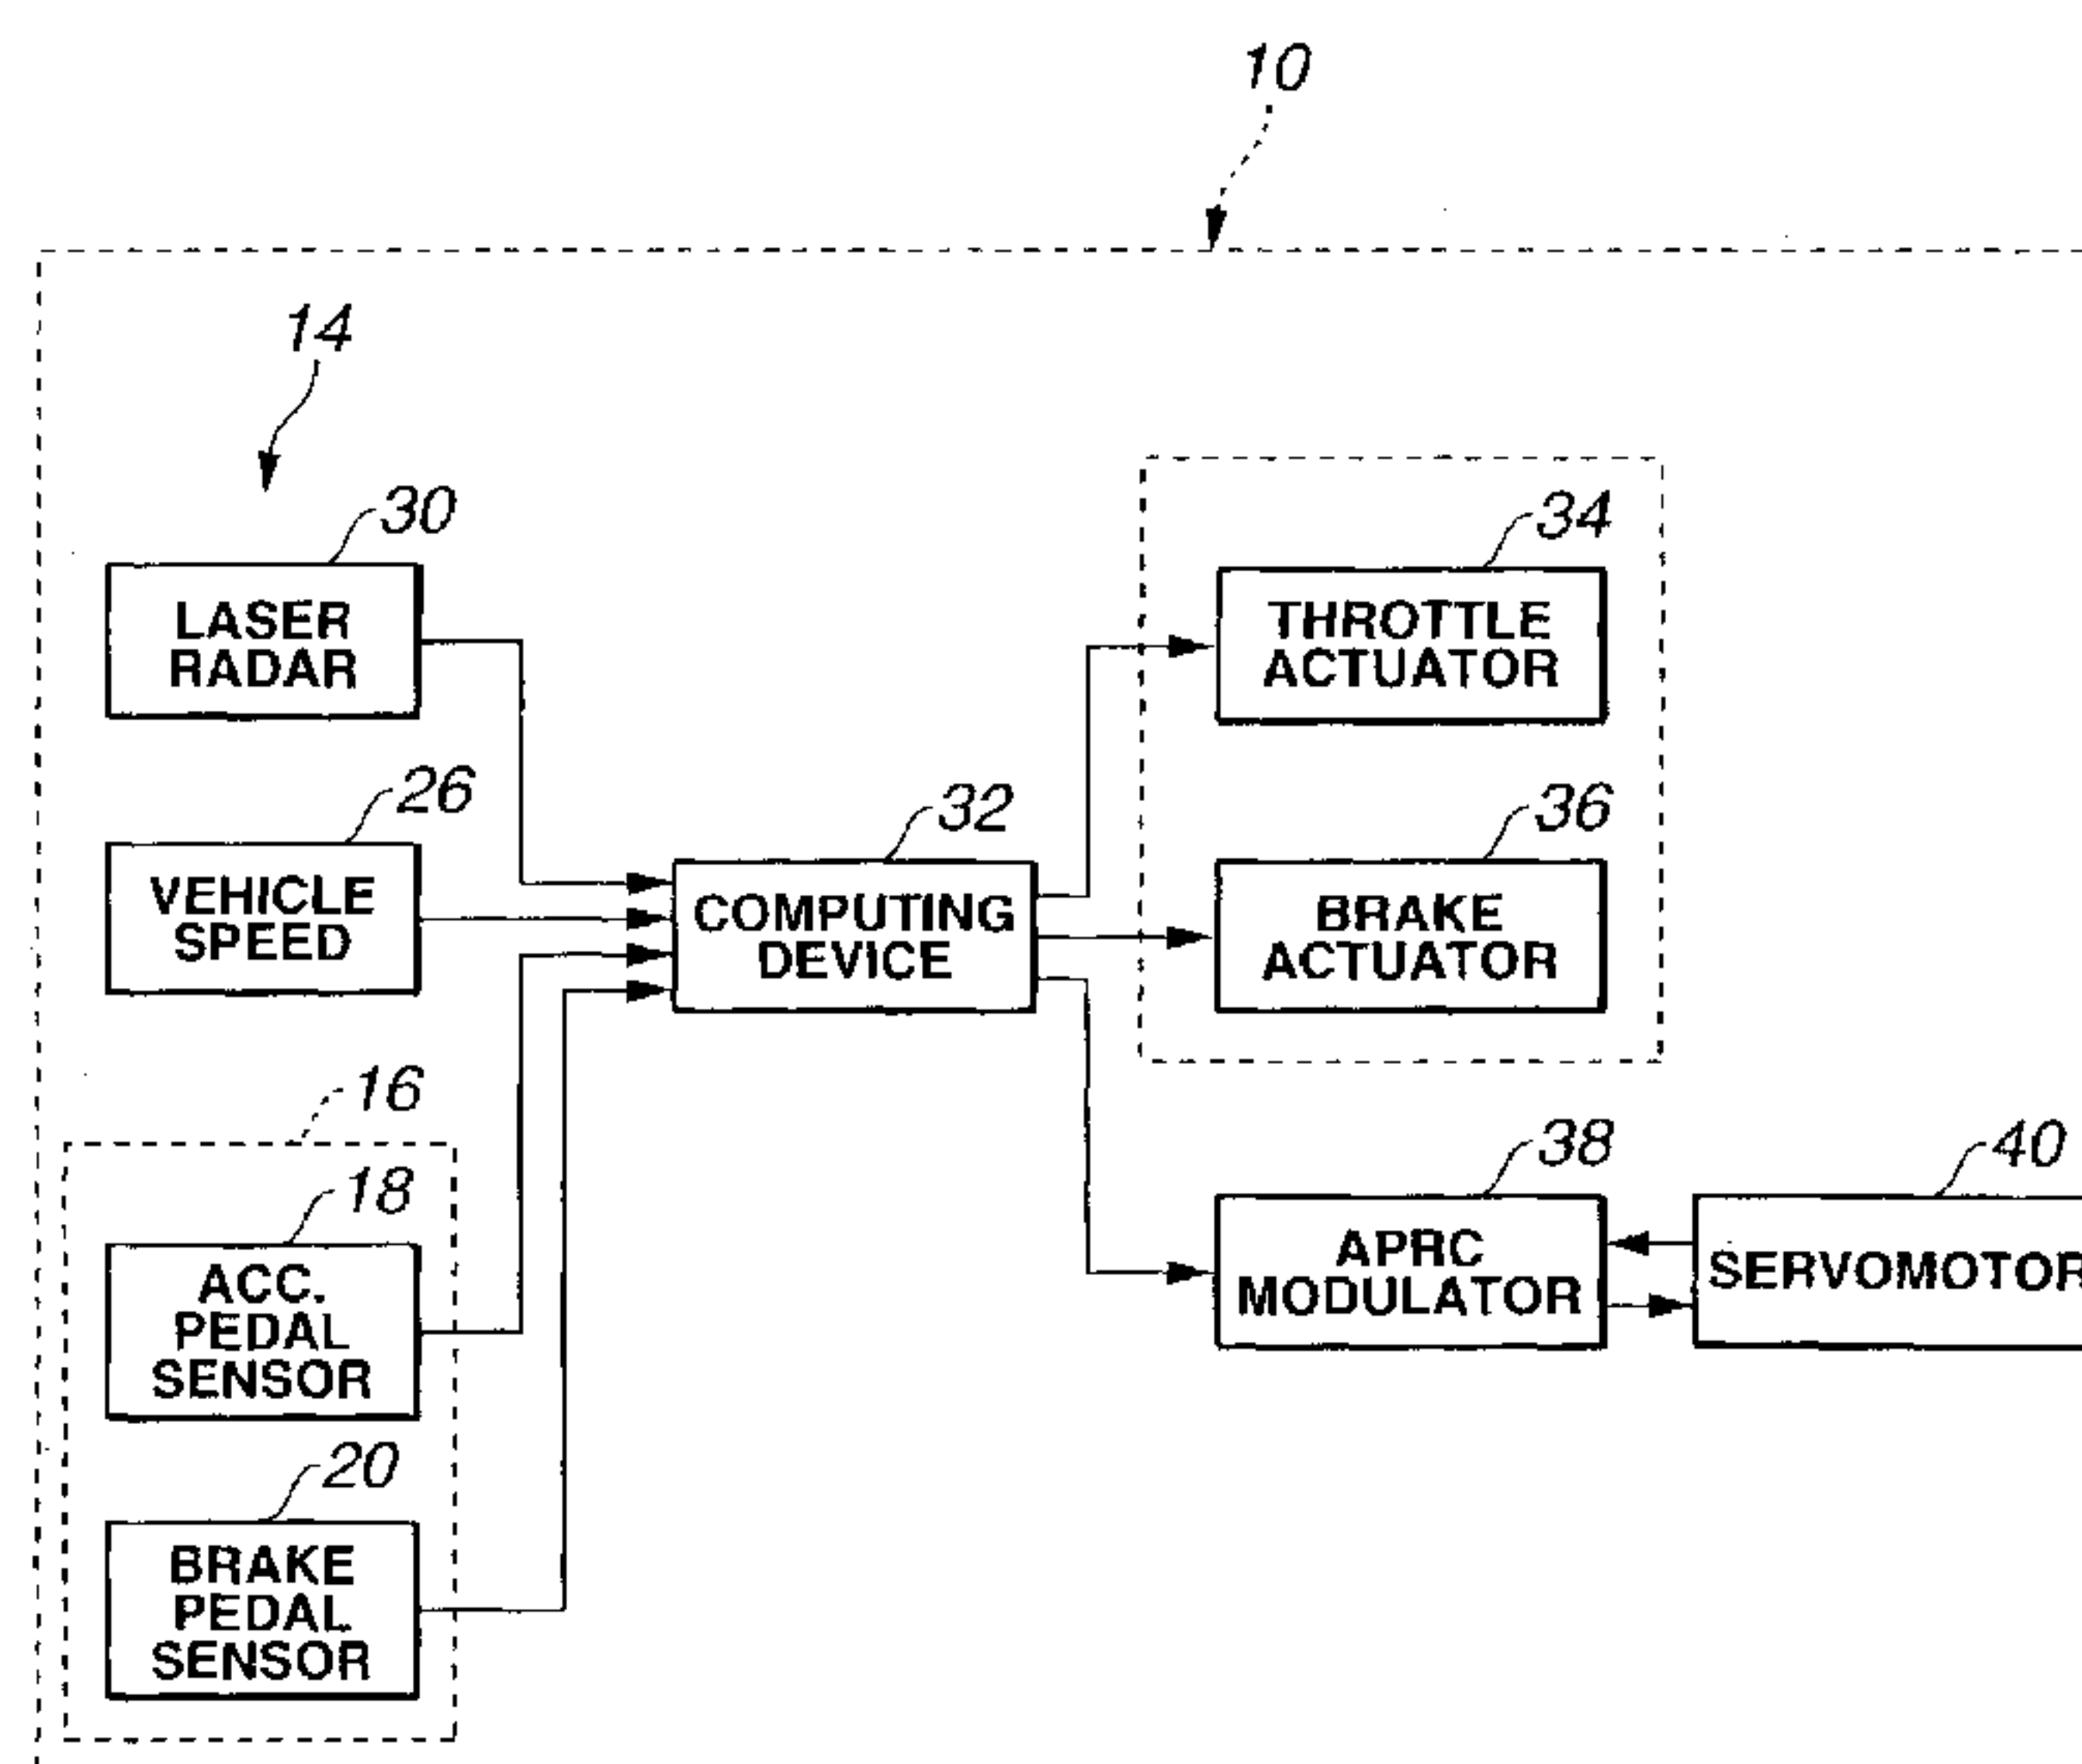 10
14
30
LASER
RADAR
34
THROTTLE
ACTUATOR
26
VEHICLE
SPEED
32
COMPUTING
DEVICE
36
BRAKE
ACTUATOR
16
18
ACC.
PEDAL
SENSOR
38
APRC
MODULATOR
40
SERVOMOTOR
20
BRAKE
PEDAL
SENSOR